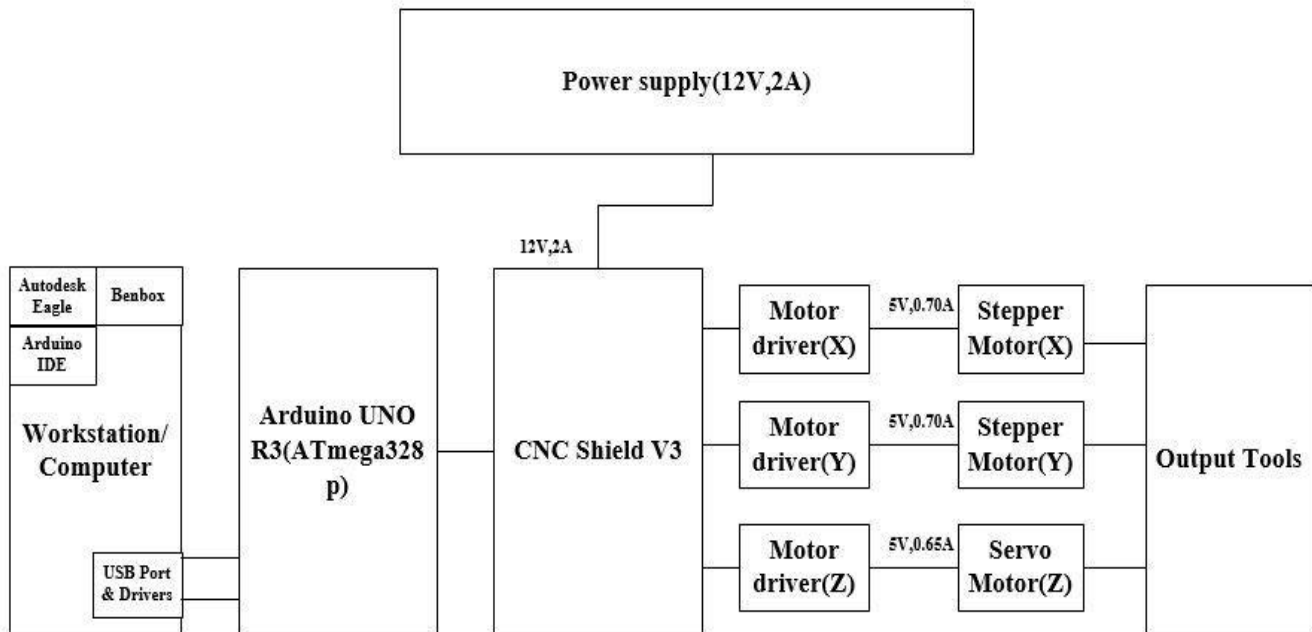 Power supply(12V,2A)
12V,2A
Autodesk
Eagle
Benbox
Arduino
IDE
Workstation/
Computer
USB Port
& Drivers
Arduino UNO
R3(ATmega328
p)
CNC Shield V3
Motor
driver(X)
5V,0.70A
Stepper
Motor(X)
Motor
driver(Y)
5V,0.70A
Stepper
Motor(Y)
Motor
driver(Z)
5V,0.65A
Servo
Motor(Z)
Output Tools